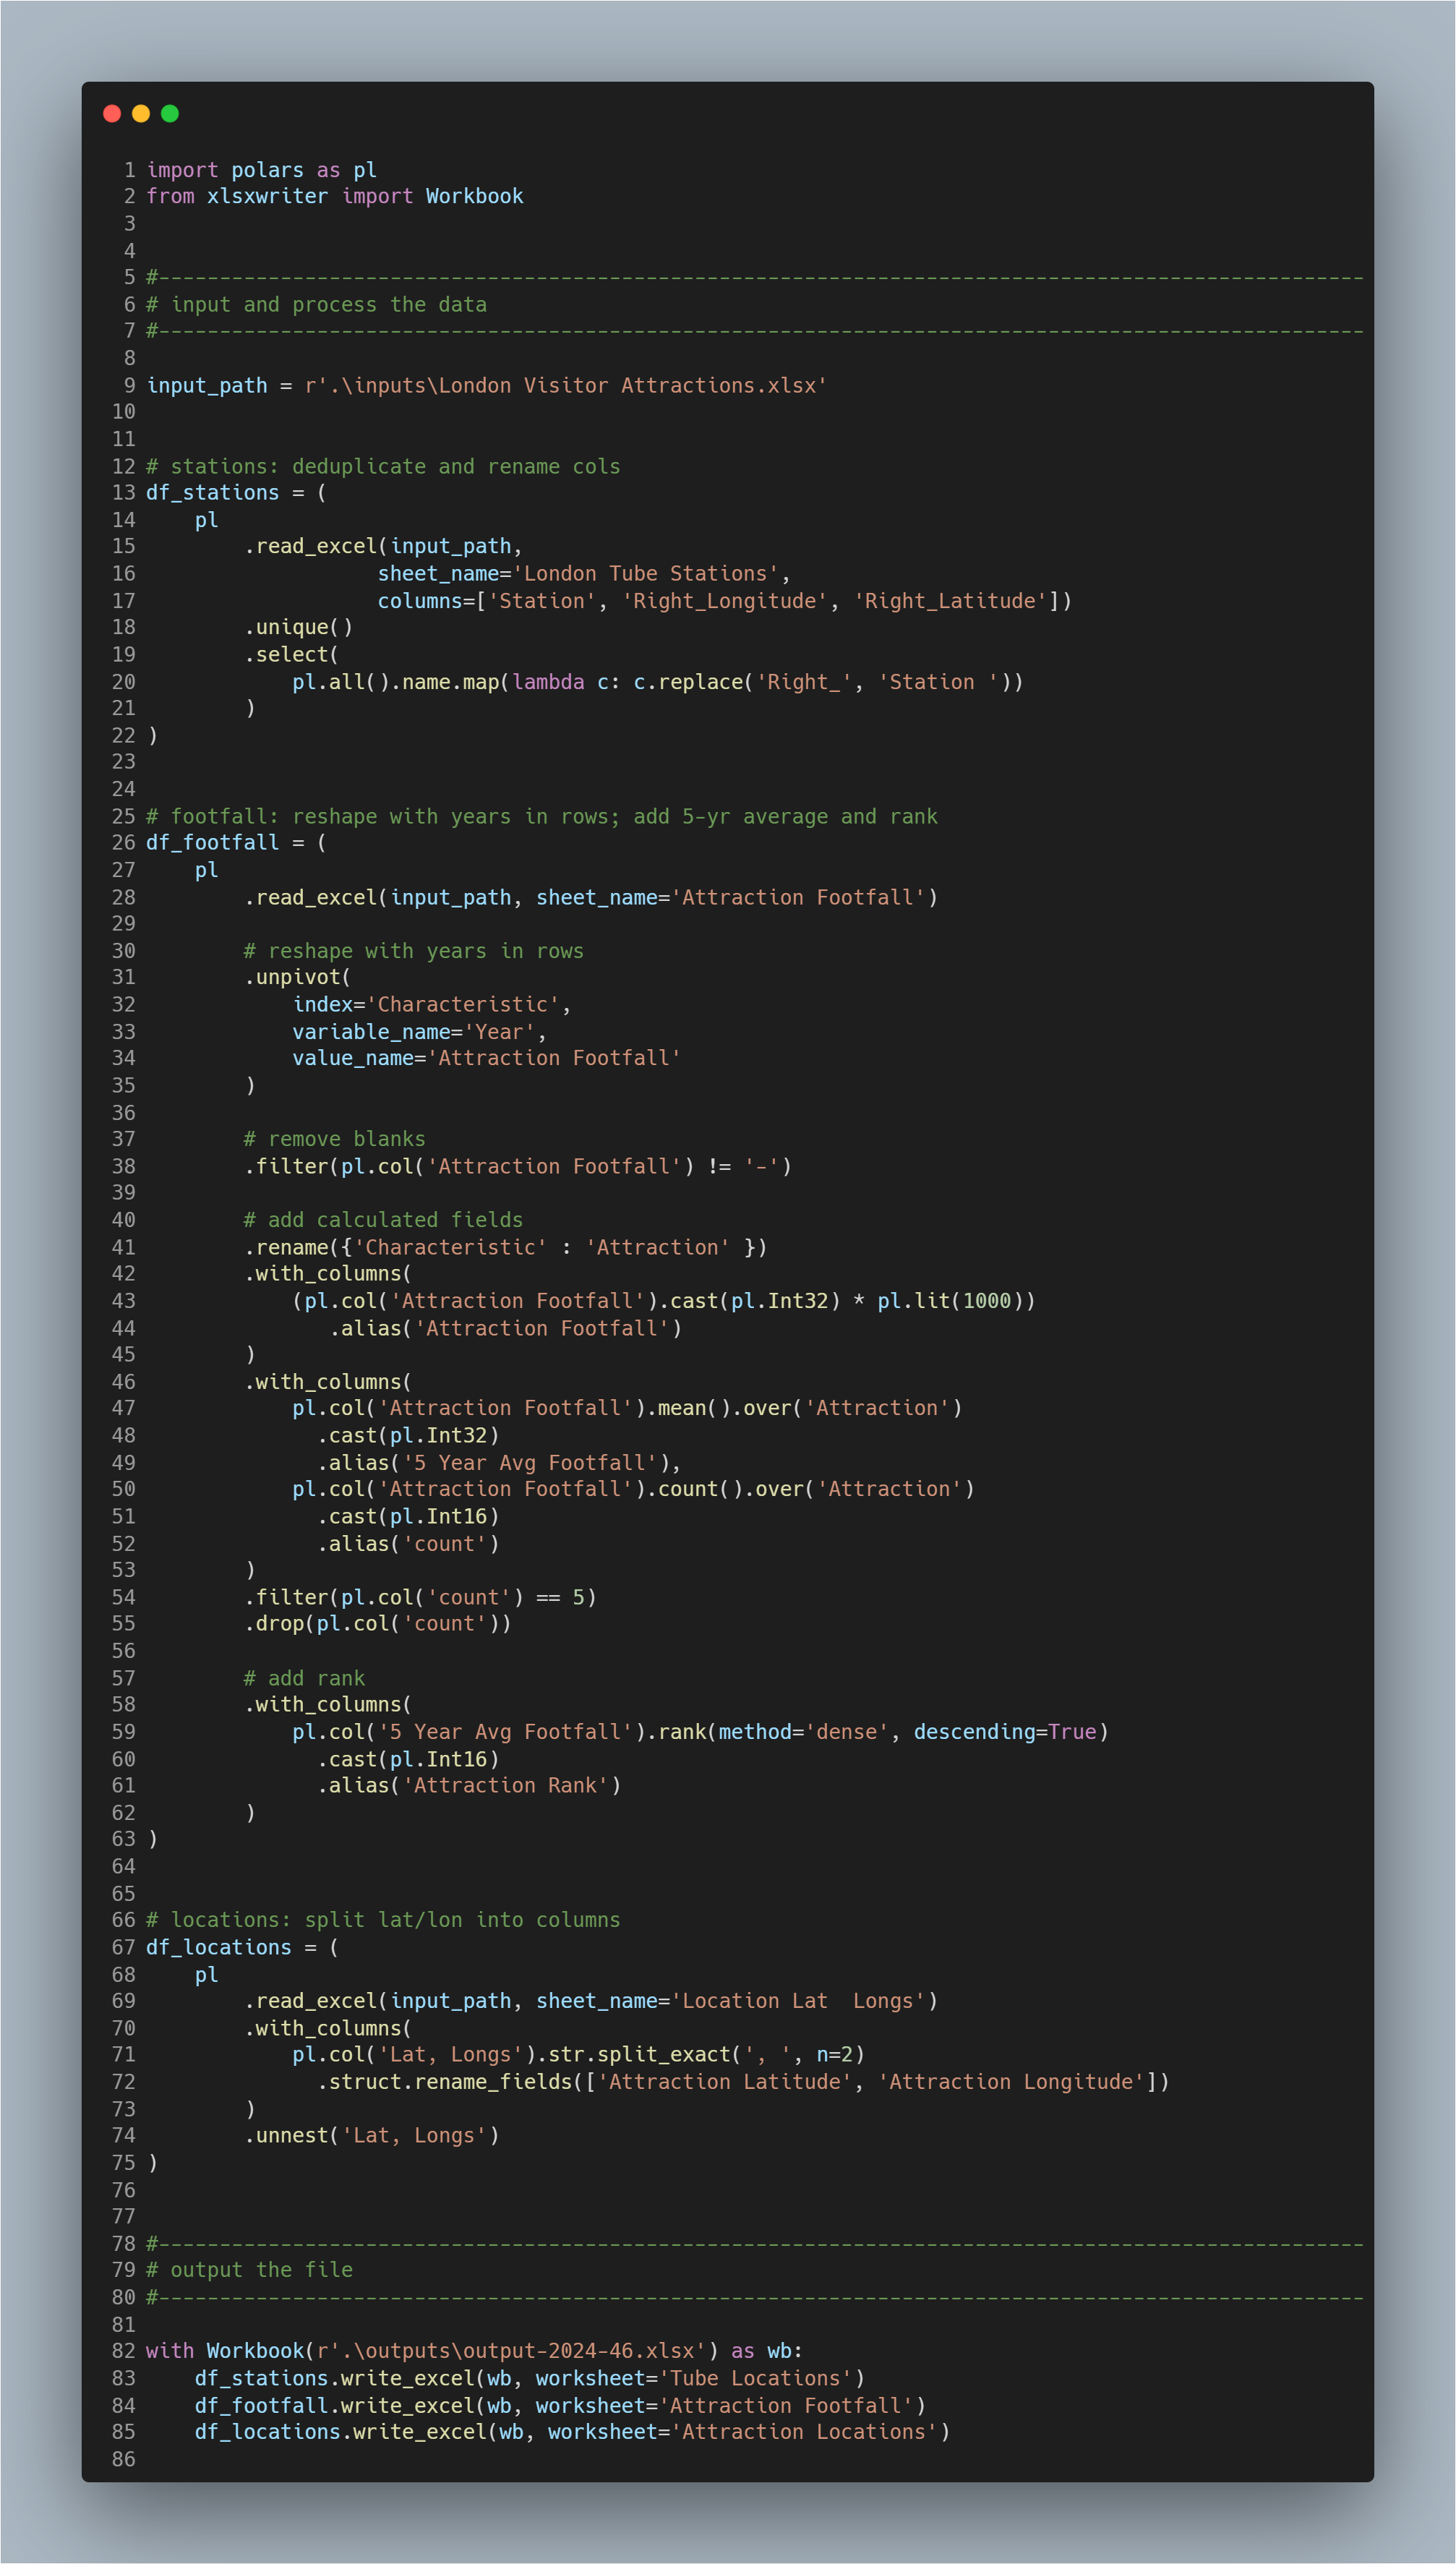 1 import polars as pl
2 from xlsxwriter import Workbook
3
4
5 #---------------------------------------------------------------------------------------------------
6 # input and process the data
7 #---------------------------------------------------------------------------------------------------
8
9 input_path = r'.\inputs\London Visitor Attractions.xlsx'
10
11
12 # stations: deduplicate and rename cols
13 df_stations = (
14     pl
15         .read_excel(input_path,
16                    sheet_name='London Tube Stations',
17                    columns=['Station', 'Right_Longitude', 'Right_Latitude'])
18         .unique()
19         .select(
20             pl.all().name.map(lambda c: c.replace('Right_', 'Station '))
21         )
22 )
23
24
25 # footfall: reshape with years in rows; add 5-yr average and rank
26 df_footfall = (
27     pl
28         .read_excel(input_path, sheet_name='Attraction Footfall')
29
30         # reshape with years in rows
31         .unpivot(
32             index='Characteristic',
33             variable_name='Year',
34             value_name='Attraction Footfall'
35         )
36
37         # remove blanks
38         .filter(pl.col('Attraction Footfall') != '-')
39
40         # add calculated fields
41         .rename({'Characteristic' : 'Attraction' })
42         .with_columns(
43             (pl.col('Attraction Footfall').cast(pl.Int32) * pl.lit(1000))
44                .alias('Attraction Footfall')
45         )
46         .with_columns(
47             pl.col('Attraction Footfall').mean().over('Attraction')
48               .cast(pl.Int32)
49               .alias('5 Year Avg Footfall'),
50             pl.col('Attraction Footfall').count().over('Attraction')
51               .cast(pl.Int16)
52               .alias('count')
53         )
54         .filter(pl.col('count') == 5)
55         .drop(pl.col('count'))
56
57         # add rank
58         .with_columns(
59             pl.col('5 Year Avg Footfall').rank(method='dense', descending=True)
60               .cast(pl.Int16)
61               .alias('Attraction Rank')
62         )
63 )
64
65
66 # locations: split lat/lon into columns
67 df_locations = (
68     pl
69         .read_excel(input_path, sheet_name='Location Lat  Longs')
70         .with_columns(
71             pl.col('Lat, Longs').str.split_exact(', ', n=2)
72               .struct.rename_fields(['Attraction Latitude', 'Attraction Longitude'])
73         )
74         .unnest('Lat, Longs')
75 )
76
77
78 #---------------------------------------------------------------------------------------------------
79 # output the file
80 #---------------------------------------------------------------------------------------------------
81
82 with Workbook(r'.\outputs\output-2024-46.xlsx') as wb:
83     df_stations.write_excel(wb, worksheet='Tube Locations')
84     df_footfall.write_excel(wb, worksheet='Attraction Footfall')
85     df_locations.write_excel(wb, worksheet='Attraction Locations')
86